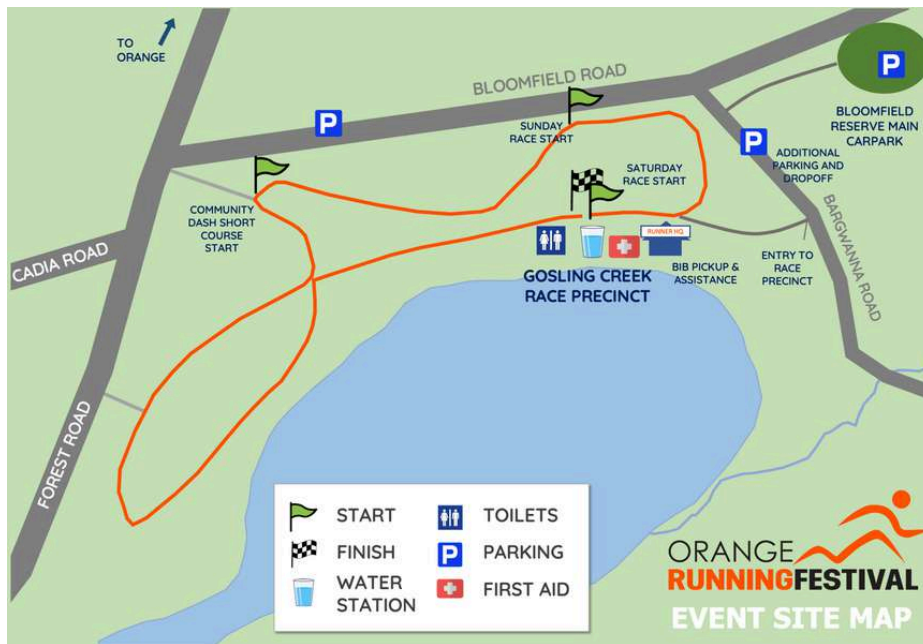 TO
ORANGE
BLOOMFIELD ROAD
P
P
BLOOMFIELD
RESERVE MAIN
CARPARK
SUNDAY
RACE START
P
ADDITIONAL
PARKING AND
DROPOFF
SATURDAY
RACE START
COMMUNITY
DASH SHORT
COURSE
START
CADIA ROAD
RUNNER HQ
GOSLING CREEK
RACE PRECINCT
BIB PICKUP &
ASSISTANCE
ENTRY TO
RACE
PRECINCT
BARGWANNA ROAD
FOREST ROAD
START
TOILETS
FINISH
P
PARKING
WATER
STATION
FIRST AID
ORANGE
RUNNINGFESTIVAL
EVENT SITE MAP